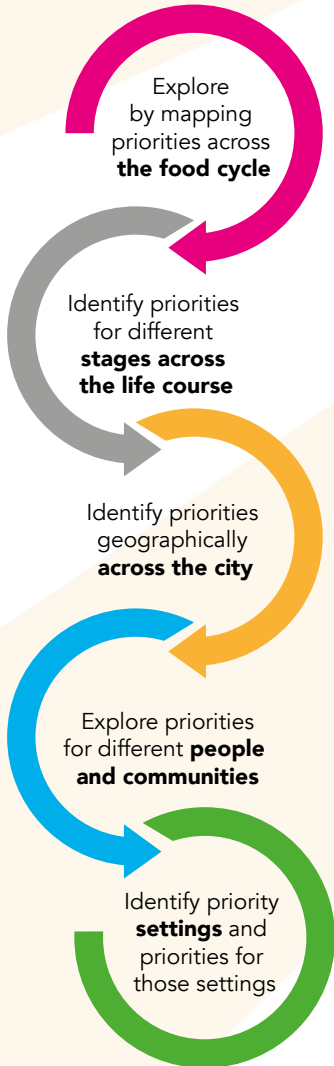 Explore
by mapping
priorities across
the food cycle
Identify priorities
for different
stages across
the life course
Identify priorities
geographically
across the city
Explore priorities
for different people
and communities
Identify priority
settings and
priorities for
those settings